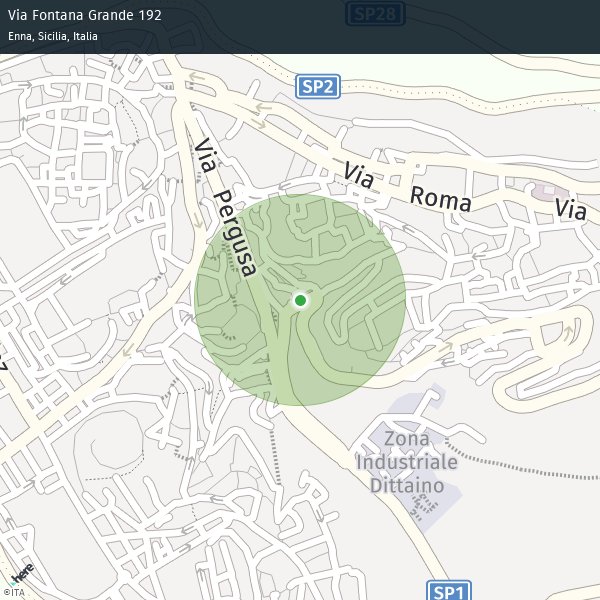 Via Fontana Grande 192
Enna, Sicilia, Italia
SP28
SP2
Via Pergusa
Via Roma
Via
Zona
Industriale
Dittaino
SP1
here
©ITA